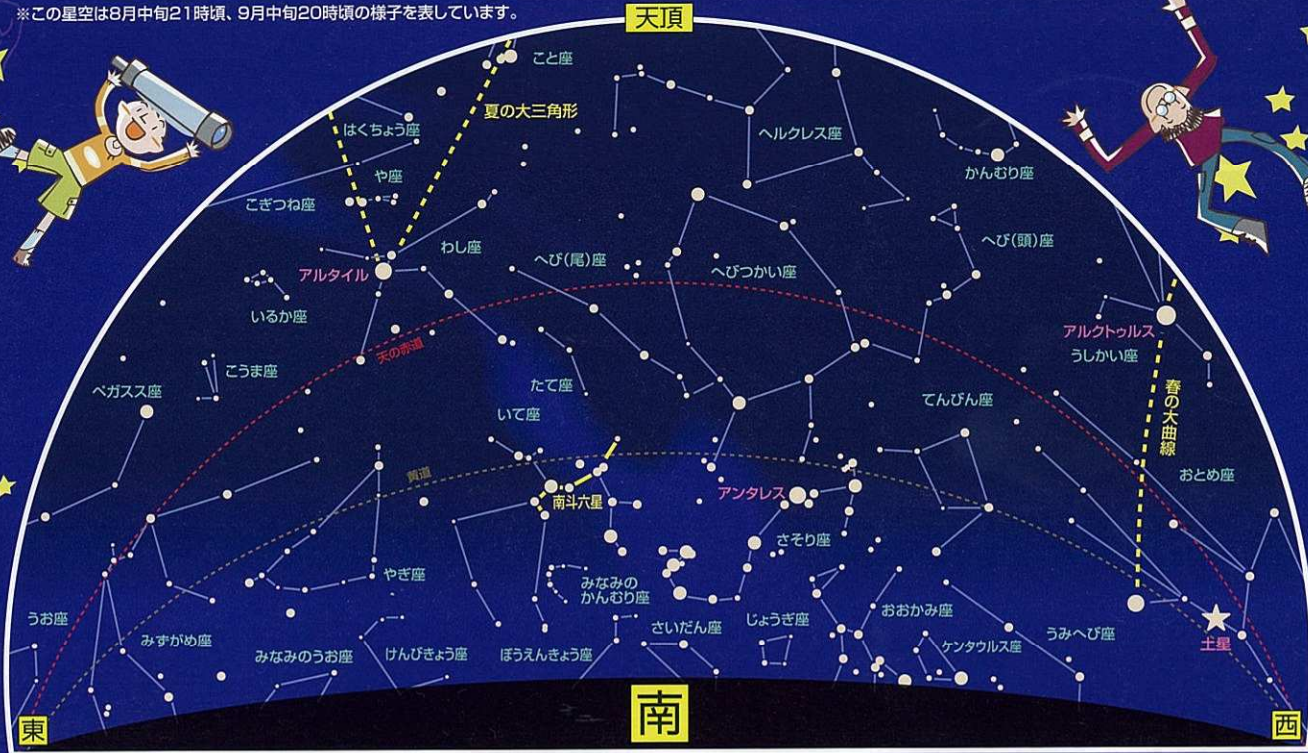 ※この星空は8月中旬21時頃、9月中旬20時頃の様子を表しています。
天頂
こと座
夏の大三角形
はくちょう座
ヘルクレス座
かんむり座
や座
こぎつね座
わし座
へび(尾)座
へびつかい座
へび(頭)座
アルタイル
いるか座
アルクトゥルス
うしかい座
天の赤道
こうま座
ペガスス座
たて座
いて座
てんびん座
春の大曲線
おとめ座
黄道
南斗六星
アンタレス
さそり座
やぎ座
みなみの
かんむり座
おおかみ座
うお座
みずがめ座
さいだん座
じょうぎ座
うみへび座
土星
みなみのうお座
けんびきょう座
ぼうえんきょう座
ケンタウルス座
東
南
西